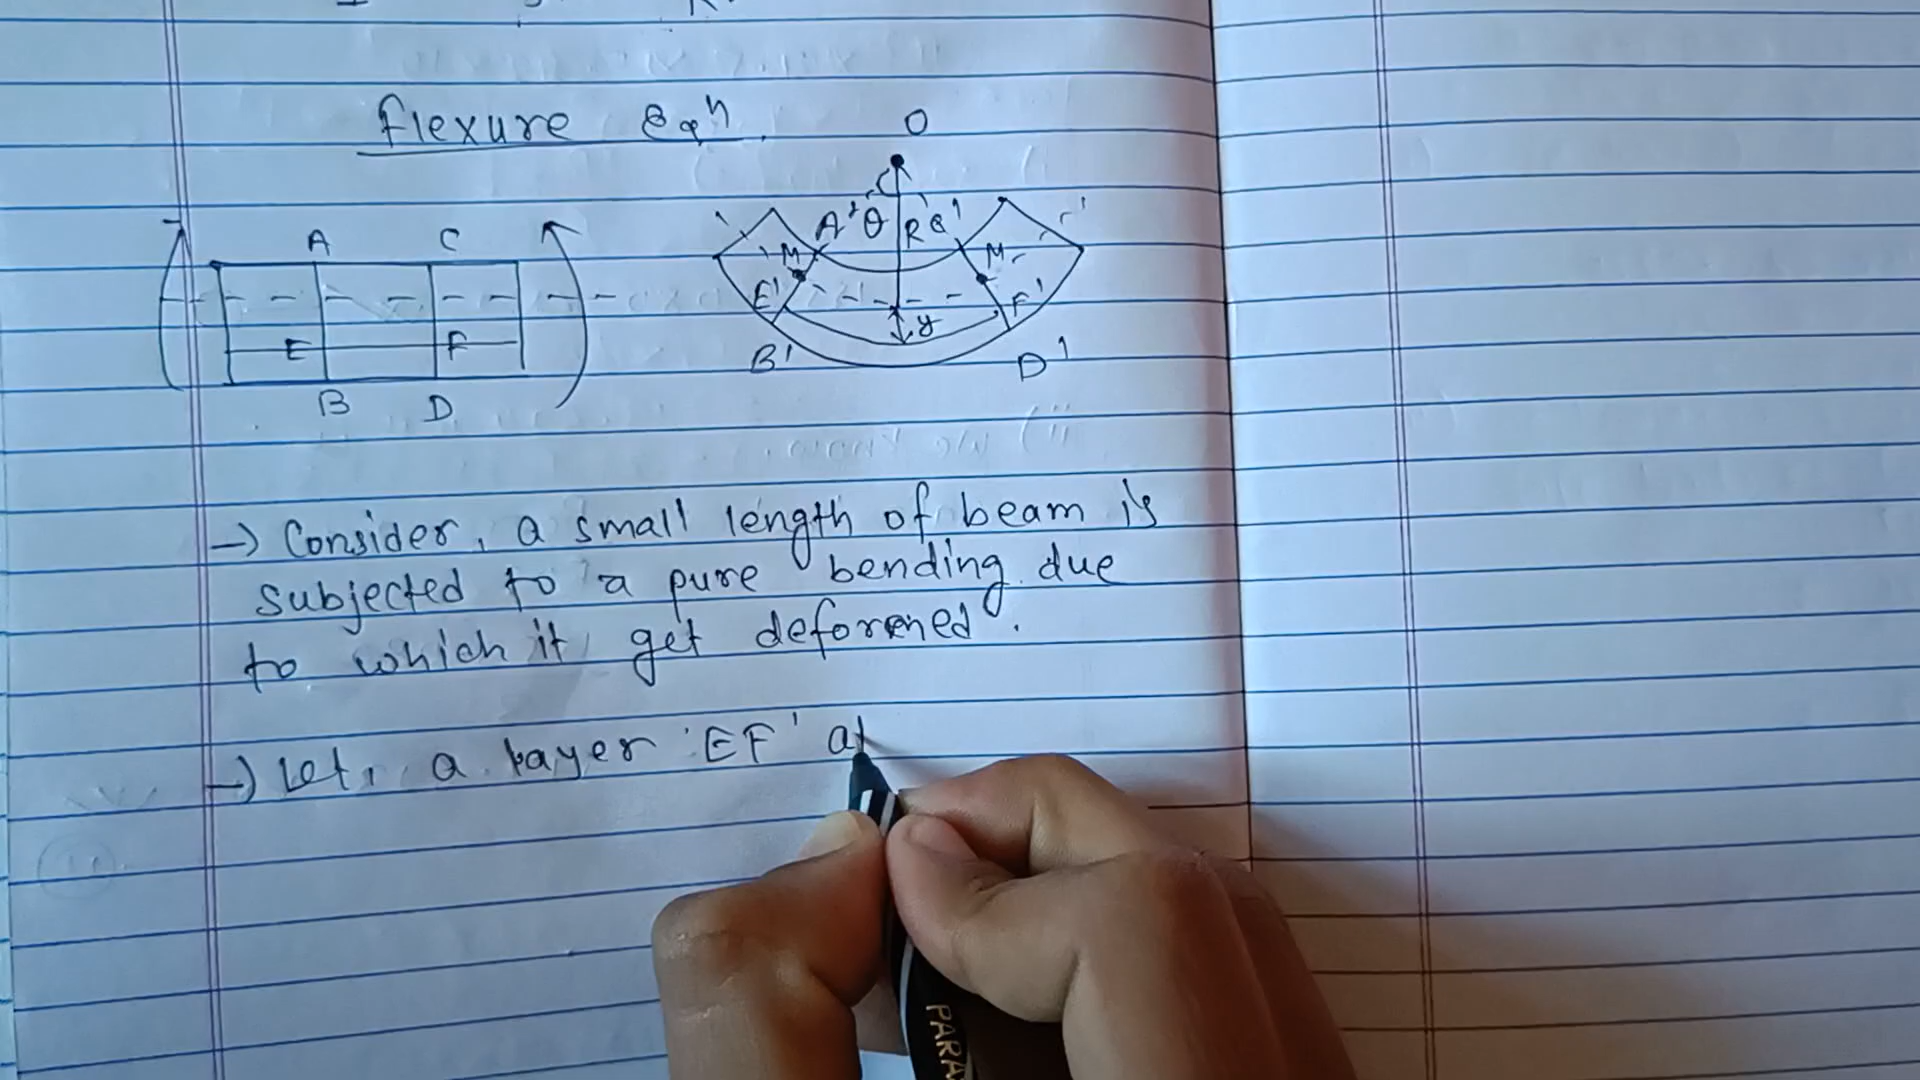 flexure Eqn.
O
A' θ R C'
A C
M M
E' F'
y
E F
B' D'
B D
→ Consider, a small length of beam is
subjected to a pure bending due
to which it get deformed.
→ Let, a layer 'EF' at
PARA